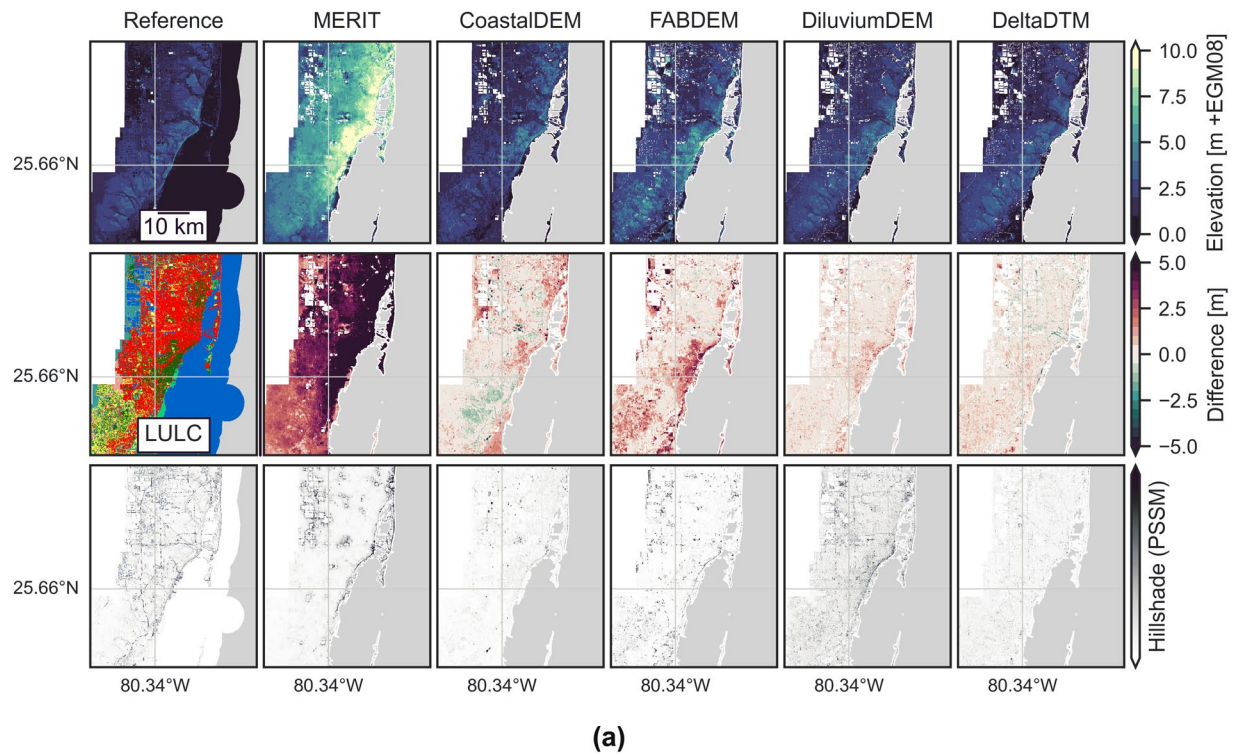 Reference MERIT CoastalDEM FABDEM DiluviumDEM DeltaDTM
25.66°N
10 km
10.0
7.5
5.0
2.5
0.0
Elevation [m +EGM08]
25.66°N
LULC
5.0
2.5
0.0
−2.5
−5.0
Difference [m]
25.66°N
Hillshade (PSSM)
80.34°W 80.34°W 80.34°W 80.34°W 80.34°W 80.34°W
(a)